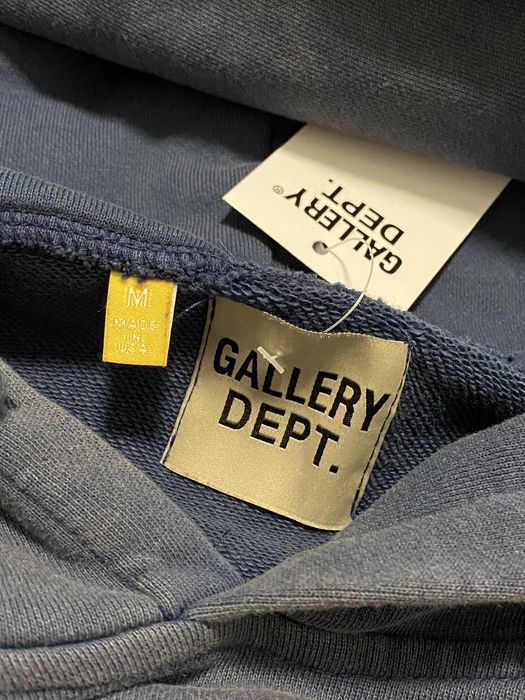 GALLERY®
DEPT.
M
MADE
IN
USA
GALLERY
DEPT.